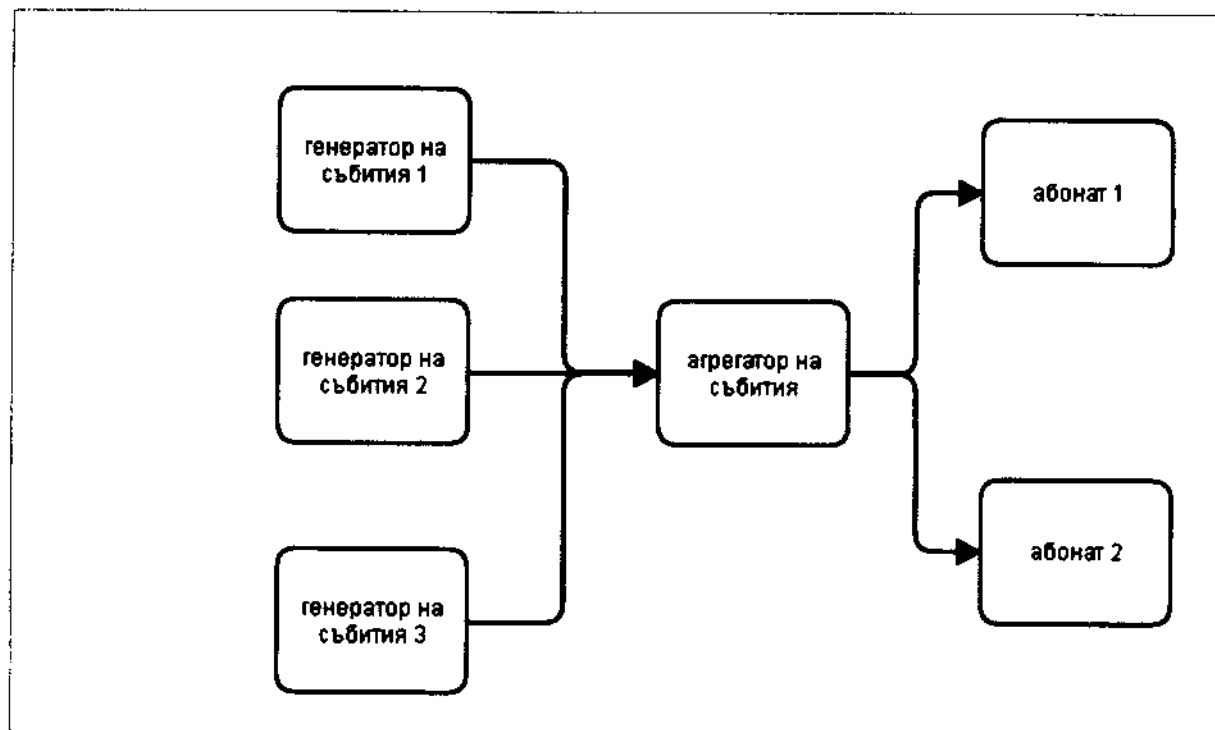 генератор на
събития 1
генератор на
събития 2
генератор на
събития 3
агрегатор на
събития
абонат 1
абонат 2